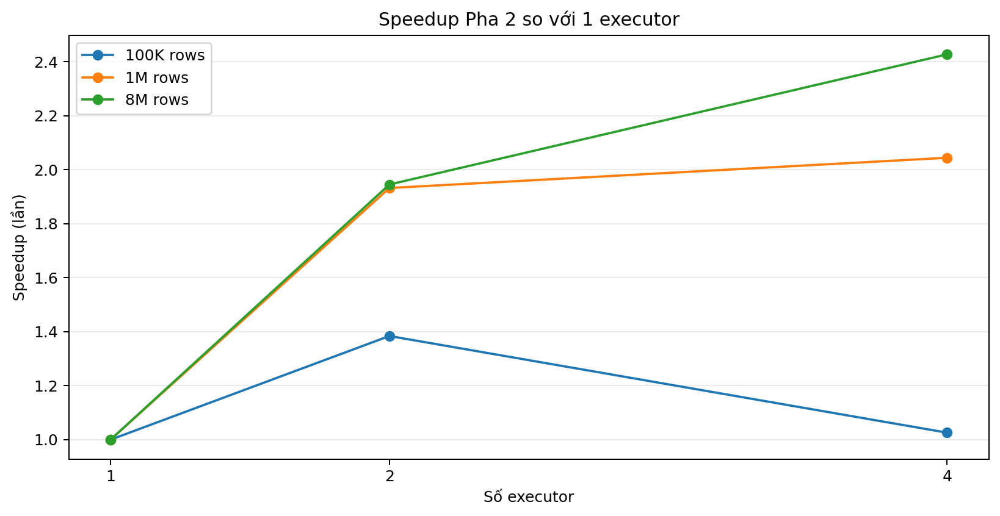 Speedup Pha 2 so với 1 executor
100K rows
1M rows
8M rows
Speedup (lần)
2.4
2.2
2.0
1.8
1.6
1.4
1.2
1.0
1
2
4
Số executor